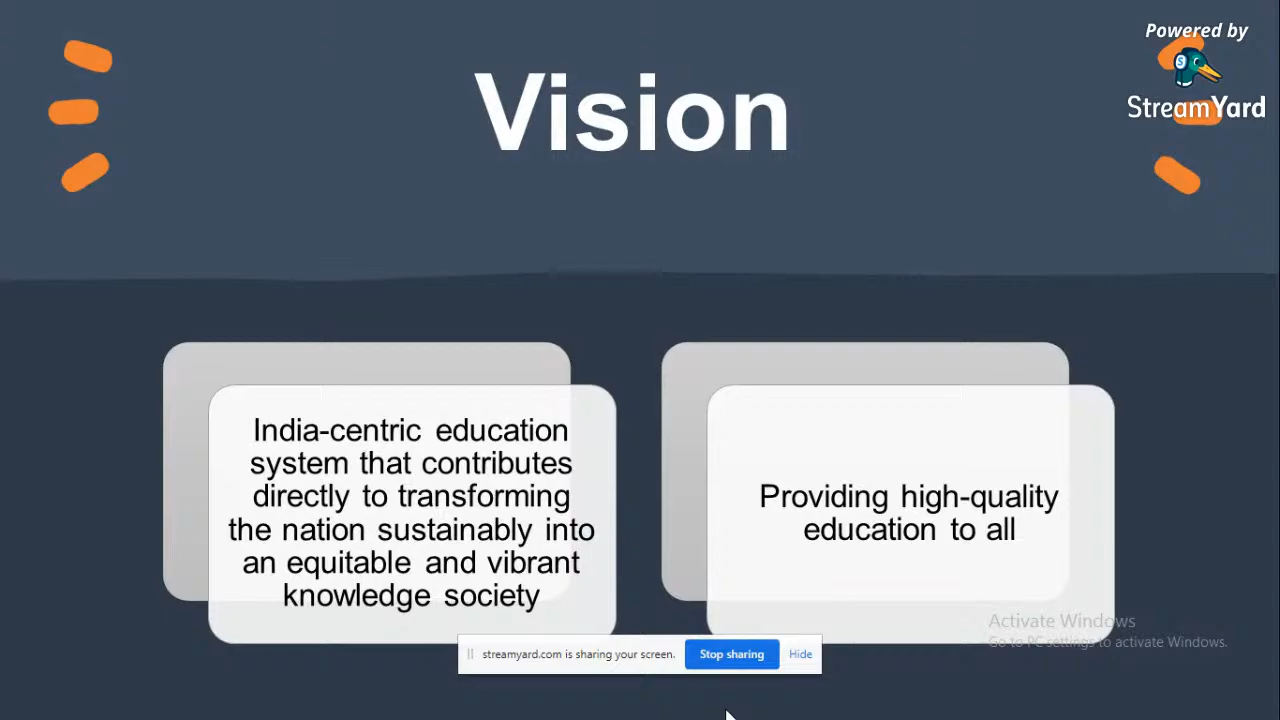 Powered by
StreamYard
Vision
India-centric education
system that contributes
directly to transforming
the nation sustainably into
an equitable and vibrant
knowledge society
Providing high-quality
education to all
Activate Windows
Go to PC settings to activate Windows.
streamyard.com is sharing your screen.
Stop sharing
Hide